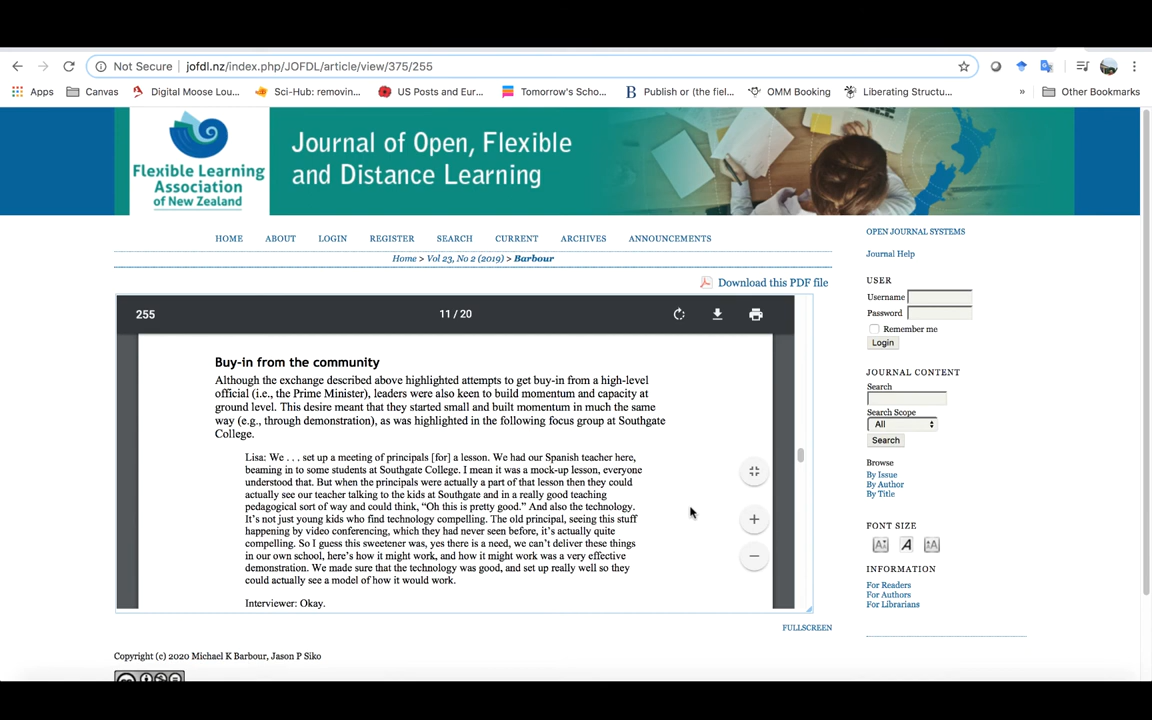 Not Secure | jofdl.nz/index.php/JOFDL/article/view/375/255
Apps Canvas Digital Moose Lou... Sci-Hub: removin... US Posts and Eur... Tomorrow's Scho... B Publish or (the fiel... OMM Booking Liberating Structu... » Other Bookmarks
Flexible Learning
Association
of New Zealand
Journal of Open, Flexible
and Distance Learning
HOME ABOUT LOGIN REGISTER SEARCH CURRENT ARCHIVES ANNOUNCEMENTS
Home > Vol 23, No 2 (2019) > Barbour
Download this PDF file
255 11 / 20
Buy-in from the community
Although the exchange described above highlighted attempts to get buy-in from a high-level
official (i.e., the Prime Minister), leaders were also keen to build momentum and capacity at
ground level. This desire meant that they started small and built momentum in much the same
way (e.g., through demonstration), as was highlighted in the following focus group at Southgate
College.
Lisa: We . . . set up a meeting of principals [for] a lesson. We had our Spanish teacher here,
beaming in to some students at Southgate College. I mean it was a mock-up lesson, everyone
understood that. But when the principals were actually a part of that lesson then they could
actually see our teacher talking to the kids at Southgate and in a really good teaching
pedagogical sort of way and could think, “Oh this is pretty good.” And also the technology.
It’s not just young kids who find technology compelling. The old principal, seeing this stuff
happening by video conferencing, which they had never seen before, it’s actually quite
compelling. So I guess this sweetener was, yes there is a need, we can’t deliver these things
in our own school, here’s how it might work, and how it might work was a very effective
demonstration. We made sure that the technology was good, and set up really well so they
could actually see a model of how it would work.
Interviewer: Okay.
FULLSCREEN
Copyright (c) 2020 Michael K Barbour, Jason P Siko
OPEN JOURNAL SYSTEMS
Journal Help
USER
Username
Password
Remember me
Login
JOURNAL CONTENT
Search
Search Scope
All
Search
Browse
By Issue
By Author
By Title
FONT SIZE
A A A
INFORMATION
For Readers
For Authors
For Librarians